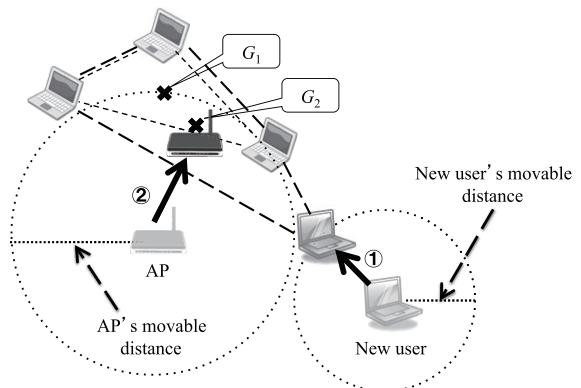 G1
G2
New user's movable
distance
②
①
AP
AP's movable
distance
New user